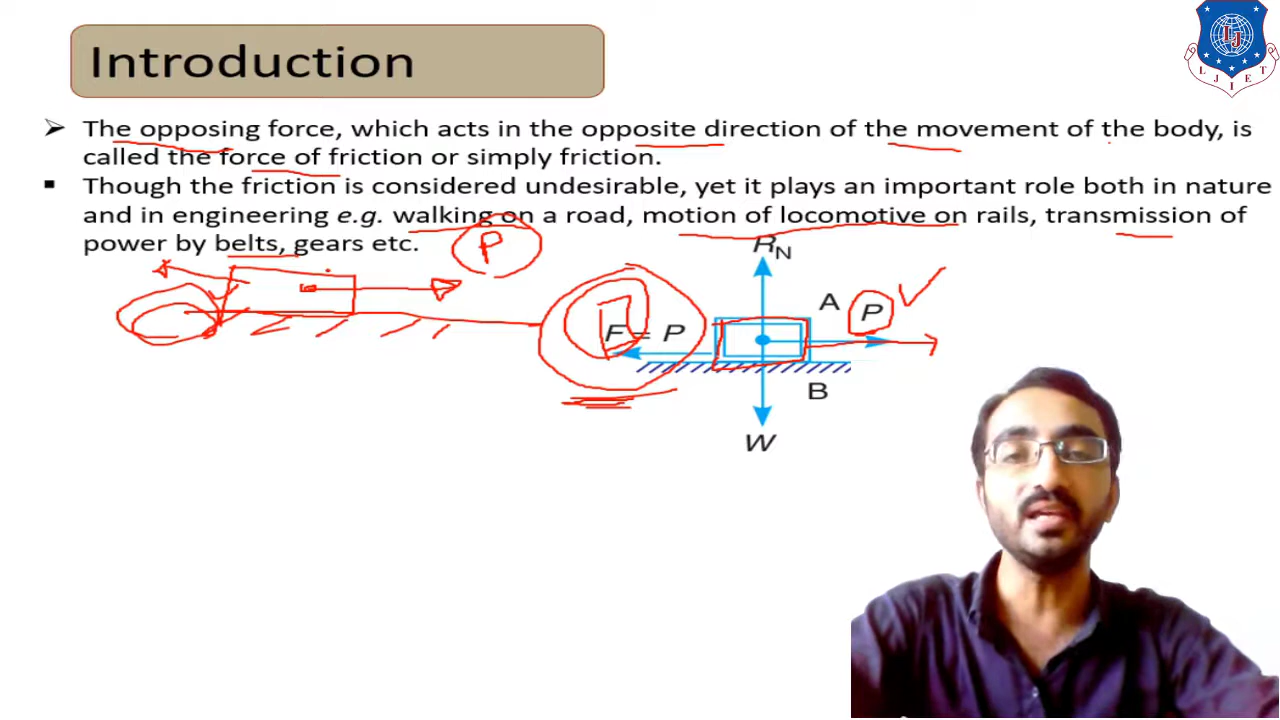 Introduction
LJIET
➤ The opposing force, which acts in the opposite direction of the movement of the body, is
called the force of friction or simply friction.
▪ Though the friction is considered undesirable, yet it plays an important role both in nature
and in engineering e.g. walking on a road, motion of locomotive on rails, transmission of
power by belts, gears etc.
P
RN
A P
F = P
B
W